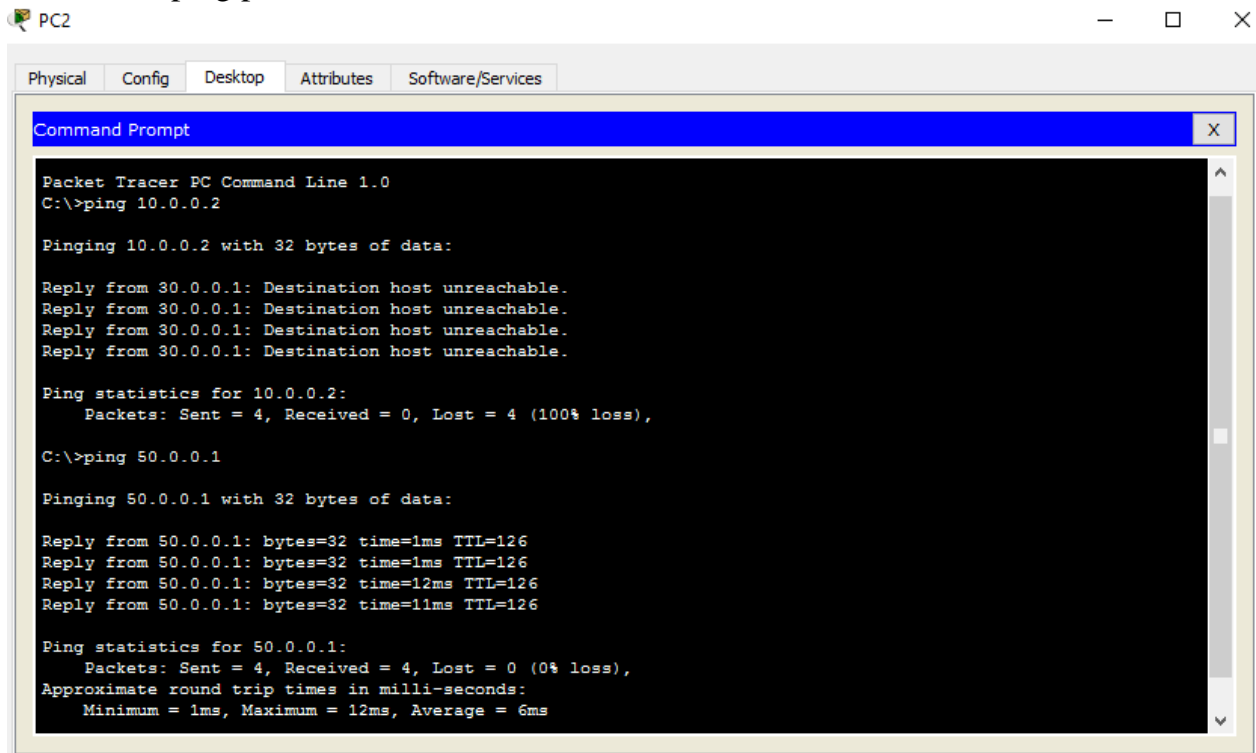 PC2
Physical Config Desktop Attributes Software/Services
Command Prompt X
Packet Tracer PC Command Line 1.0
C:\>ping 10.0.0.2
Pinging 10.0.0.2 with 32 bytes of data:
Reply from 30.0.0.1: Destination host unreachable.
Reply from 30.0.0.1: Destination host unreachable.
Reply from 30.0.0.1: Destination host unreachable.
Reply from 30.0.0.1: Destination host unreachable.
Ping statistics for 10.0.0.2:
Packets: Sent = 4, Received = 0, Lost = 4 (100% loss),
C:\>ping 50.0.0.1
Pinging 50.0.0.1 with 32 bytes of data:
Reply from 50.0.0.1: bytes=32 time=1ms TTL=126
Reply from 50.0.0.1: bytes=32 time=1ms TTL=126
Reply from 50.0.0.1: bytes=32 time=12ms TTL=126
Reply from 50.0.0.1: bytes=32 time=11ms TTL=126
Ping statistics for 50.0.0.1:
Packets: Sent = 4, Received = 4, Lost = 0 (0% loss),
Approximate round trip times in milli-seconds:
Minimum = 1ms, Maximum = 12ms, Average = 6ms